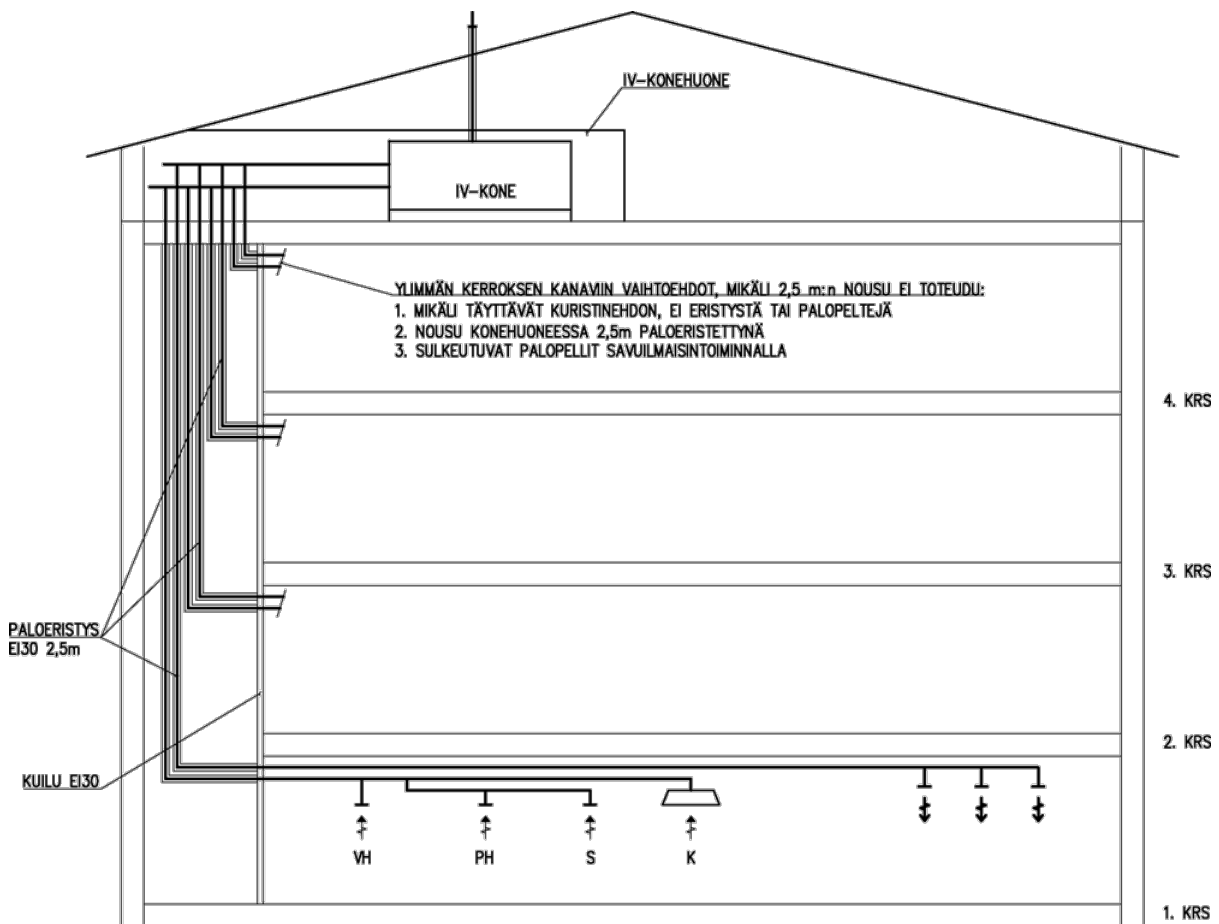 IV-KONEHUONE
IV-KONE
YLIMMÄN KERROKSEN KANAVIIN VAIHTOEHDOT, MIKÄLI 2,5 m:n NOUSU EI TOTEUDU:
1. MIKÄLI TÄYTTÄVÄT KURISTINEHDON, EI ERISTYSTÄ TAI PALOPELTEJÄ
2. NOUSU KONEHUONEESSA 2,5m PALOERISTETTYNÄ
3. SULKEUTUVAT PALOPELLIT SAVUILMAISINTOIMINNALLA
4. KRS
3. KRS
PALOERISTYS
EI30 2,5m
2. KRS
KUILU EI30
VH PH S K
1. KRS